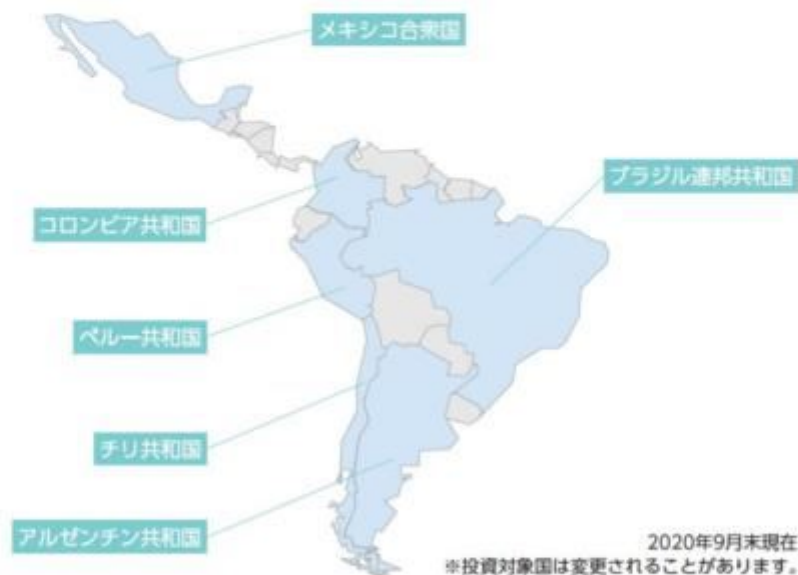 メキシコ合衆国
ブラジル連邦共和国
コロンビア共和国
ペルー共和国
チリ共和国
アルゼンチン共和国
2020年9月末現在
※投資対象国は変更されることがあります。